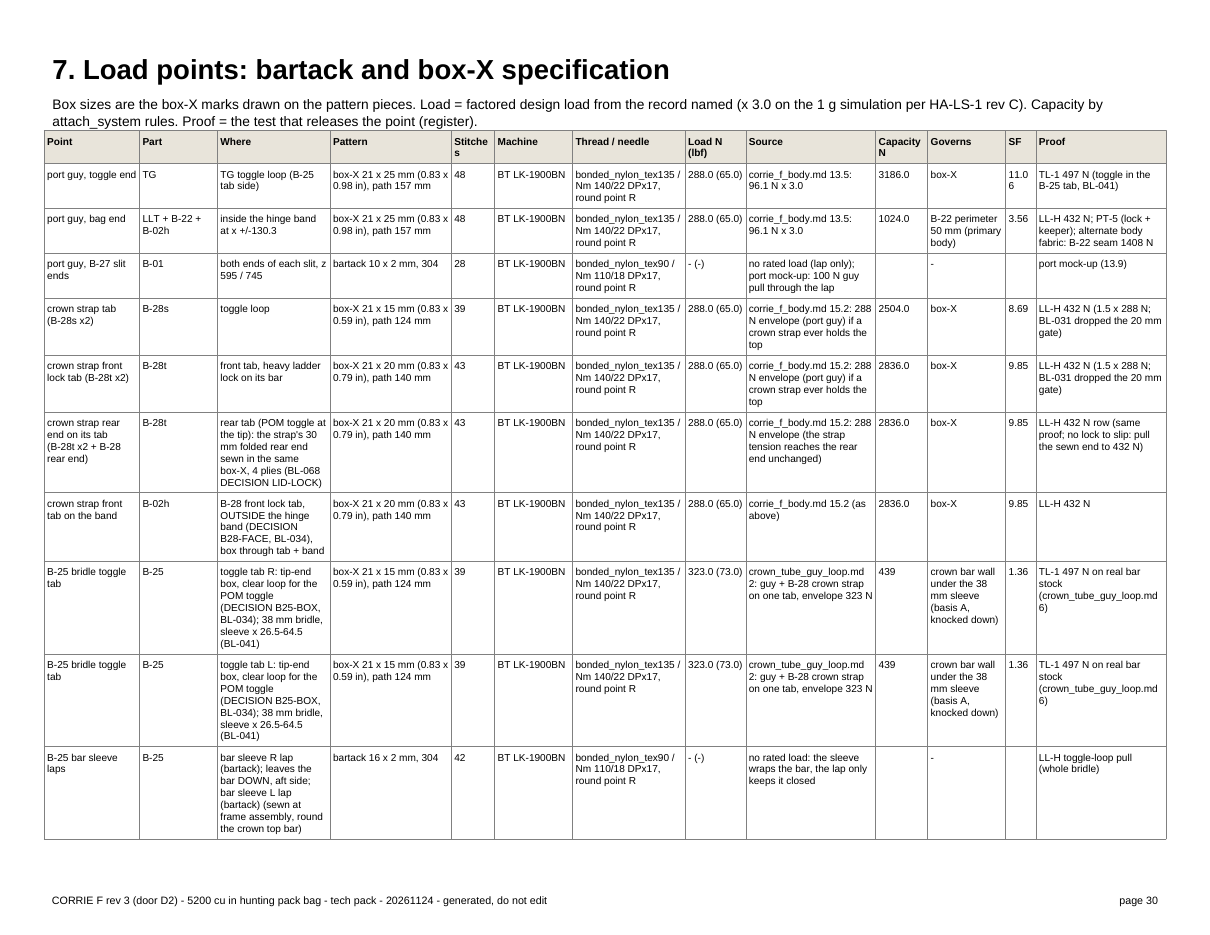 7. Load points: bartack and box-X specification
Box sizes are the box-X marks drawn on the pattern pieces. Load = factored design load from the record named (x 3.0 on the 1 g simulation per HA-LS-1 rev C). Capacity by
attach_system rules. Proof = the test that releases the point (register).
Point
Part
Where
Pattern
Stitche
s
Machine
Thread / needle
Load N
(lbf)
Source
Capacity
N
Governs
SF
Proof
port guy, toggle end
TG
TG toggle loop (B-25
tab side)
box-X 21 x 25 mm (0.83 x
0.98 in), path 157 mm
48
BT LK-1900BN
bonded_nylon_tex135 /
Nm 140/22 DPx17,
round point R
288.0 (65.0)
corrie_f_body.md 13.5:
96.1 N x 3.0
3186.0
box-X
11.0
6
TL-1 497 N (toggle in the
B-25 tab, BL-041)
port guy, bag end
LLT + B-22 +
B-02h
inside the hinge band
at x +/-130.3
box-X 21 x 25 mm (0.83 x
0.98 in), path 157 mm
48
BT LK-1900BN
bonded_nylon_tex135 /
Nm 140/22 DPx17,
round point R
288.0 (65.0)
corrie_f_body.md 13.5:
96.1 N x 3.0
1024.0
B-22 perimeter
50 mm (primary
body)
3.56
LL-H 432 N; PT-5 (lock +
keeper); alternate body
fabric: B-22 seam 1408 N
port guy, B-27 slit
ends
B-01
both ends of each slit, z
595 / 745
bartack 10 x 2 mm, 304
28
BT LK-1900BN
bonded_nylon_tex90 /
Nm 110/18 DPx17,
round point R
- (-)
no rated load (lap only);
port mock-up: 100 N guy
pull through the lap
-
port mock-up (13.9)
crown strap tab
(B-28s x2)
B-28s
toggle loop
box-X 21 x 15 mm (0.83 x
0.59 in), path 124 mm
39
BT LK-1900BN
bonded_nylon_tex135 /
Nm 140/22 DPx17,
round point R
288.0 (65.0)
corrie_f_body.md 15.2: 288
N envelope (port guy) if a
crown strap ever holds the
top
2504.0
box-X
8.69
LL-H 432 N (1.5 x 288 N;
BL-031 dropped the 20 mm
gate)
crown strap front
lock tab (B-28t x2)
B-28t
front tab, heavy ladder
lock on its bar
box-X 21 x 20 mm (0.83 x
0.79 in), path 140 mm
43
BT LK-1900BN
bonded_nylon_tex135 /
Nm 140/22 DPx17,
round point R
288.0 (65.0)
corrie_f_body.md 15.2: 288
N envelope (port guy) if a
crown strap ever holds the
top
2836.0
box-X
9.85
LL-H 432 N (1.5 x 288 N;
BL-031 dropped the 20 mm
gate)
crown strap rear
end on its tab
(B-28t x2 + B-28
rear end)
B-28t
rear tab (POM toggle at
the tip): the strap's 30
mm folded rear end
sewn in the same
box-X, 4 plies (BL-068
DECISION LID-LOCK)
box-X 21 x 20 mm (0.83 x
0.79 in), path 140 mm
43
BT LK-1900BN
bonded_nylon_tex135 /
Nm 140/22 DPx17,
round point R
288.0 (65.0)
corrie_f_body.md 15.2: 288
N envelope (the strap
tension reaches the rear
end unchanged)
2836.0
box-X
9.85
LL-H 432 N row (same
proof; no lock to slip: pull
the sewn end to 432 N)
crown strap front
tab on the band
B-02h
B-28 front lock tab,
OUTSIDE the hinge
band (DECISION
B28-FACE, BL-034),
box through tab + band
box-X 21 x 20 mm (0.83 x
0.79 in), path 140 mm
43
BT LK-1900BN
bonded_nylon_tex135 /
Nm 140/22 DPx17,
round point R
288.0 (65.0)
corrie_f_body.md 15.2 (as
above)
2836.0
box-X
9.85
LL-H 432 N
B-25 bridle toggle
tab
B-25
toggle tab R: tip-end
box, clear loop for the
POM toggle
(DECISION B25-BOX,
BL-034); 38 mm bridle,
sleeve x 26.5-64.5
(BL-041)
box-X 21 x 15 mm (0.83 x
0.59 in), path 124 mm
39
BT LK-1900BN
bonded_nylon_tex135 /
Nm 140/22 DPx17,
round point R
323.0 (73.0)
crown_tube_guy_loop.md
2: guy + B-28 crown strap
on one tab, envelope 323 N
439
crown bar wall
under the 38
mm sleeve
(basis A,
knocked down)
1.36
TL-1 497 N on real bar
stock
(crown_tube_guy_loop.md
6)
B-25 bridle toggle
tab
B-25
toggle tab L: tip-end
box, clear loop for the
POM toggle
(DECISION B25-BOX,
BL-034); 38 mm bridle,
sleeve x 26.5-64.5
(BL-041)
box-X 21 x 15 mm (0.83 x
0.59 in), path 124 mm
39
BT LK-1900BN
bonded_nylon_tex135 /
Nm 140/22 DPx17,
round point R
323.0 (73.0)
crown_tube_guy_loop.md
2: guy + B-28 crown strap
on one tab, envelope 323 N
439
crown bar wall
under the 38
mm sleeve
(basis A,
knocked down)
1.36
TL-1 497 N on real bar
stock
(crown_tube_guy_loop.md
6)
B-25 bar sleeve
laps
B-25
bar sleeve R lap
(bartack); leaves the
bar DOWN, aft side;
bar sleeve L lap
(bartack) (sewn at
frame assembly, round
the crown top bar)
bartack 16 x 2 mm, 304
42
BT LK-1900BN
bonded_nylon_tex90 /
Nm 110/18 DPx17,
round point R
- (-)
no rated load: the sleeve
wraps the bar, the lap only
keeps it closed
-
LL-H toggle-loop pull
(whole bridle)
CORRIE F rev 3 (door D2) - 5200 cu in hunting pack bag - tech pack - 20261124 - generated, do not edit
page 30